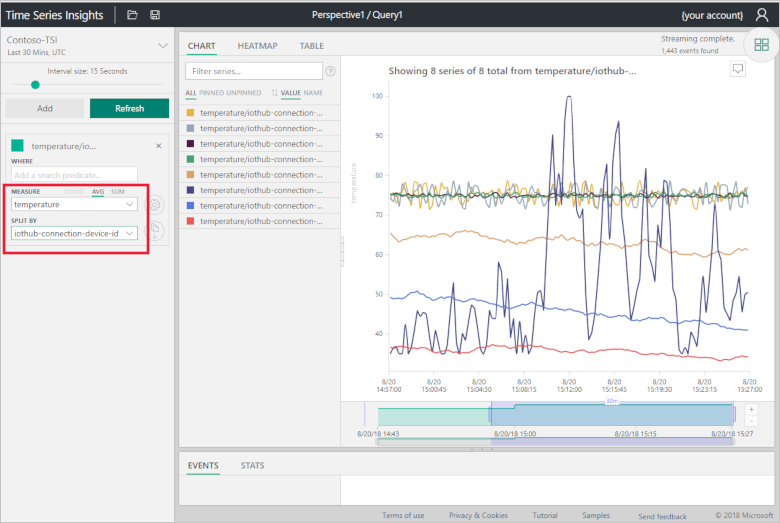 Time Series Insights
Perspective1 / Query1
{your account}
Contoso-TSI
Last 30 Mins, UTC
Interval size: 15 Seconds
Add
Refresh
temperature/io...
WHERE
Add a search predicate...
MEASURE COUNT AVG SUM
temperature
SPLIT BY
iothub-connection-device-id
CHART HEATMAP TABLE
Streaming complete.
1,443 events found
Filter series...
ALL PINNED UNPINNED VALUE NAME
temperature/iothub-connection-...
temperature/iothub-connection-...
temperature/iothub-connection-...
temperature/iothub-connection-...
temperature/iothub-connection-...
temperature/iothub-connection-...
temperature/iothub-connection-...
temperature/iothub-connection-...
Showing 8 series of 8 total from temperature/iothub-...
temperature
100
90
80
70
60
50
40
8/20 8/20 8/20 8/20 8/20 8/20 8/20 8/20 8/20
14:57:00 15:00:45 15:04:30 15:08:15 15:12:00 15:15:45 15:19:30 15:23:15 15:27:00
30m
8/20/18 14:43 8/20/18 15:00 8/20/18 15:15 8/20/18 15:27
EVENTS STATS
Terms of use Privacy & Cookies Tutorial Samples Send feedback © 2018 Microsoft